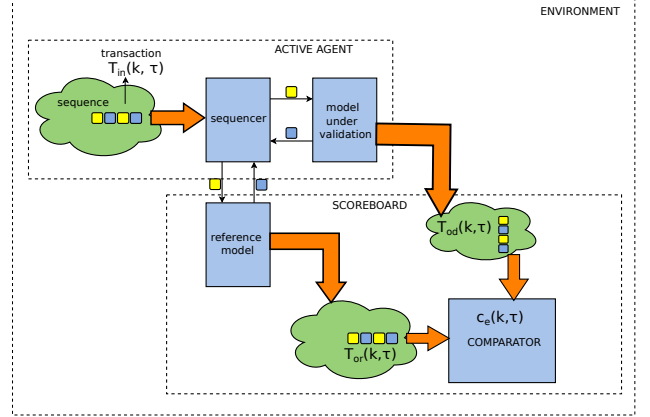 ENVIRONMENT
ACTIVE AGENT
transaction
T_in(k, τ)
sequence
sequencer
model
under
validation
SCOREBOARD
reference
model
T_od(k,τ)
T_or(k,τ)
c_e(k,τ)
COMPARATOR